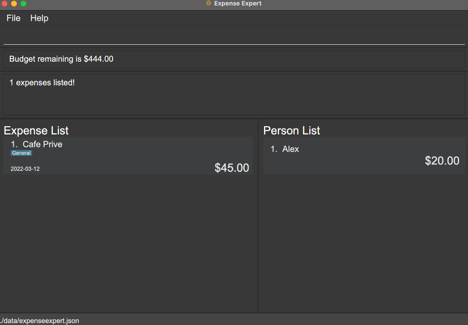 Expense Expert
File Help
Budget remaining is $444.00
1 expenses listed!
Expense List
1. Cafe Prive
General
2022-03-12
$45.00
Person List
1. Alex
$20.00
./data/expenseexpert.json